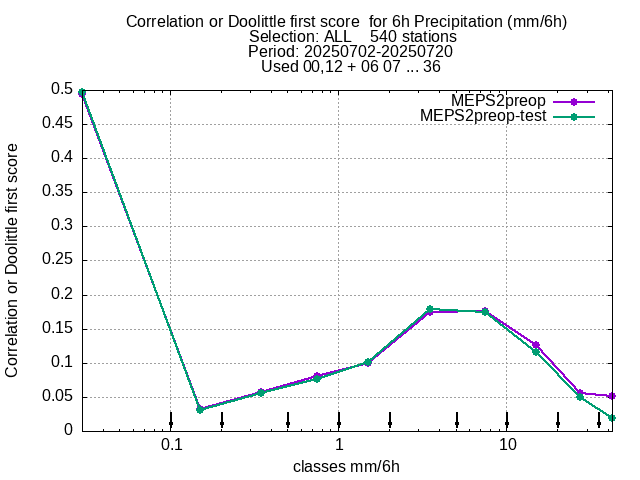 Correlation or Doolittle first score  for 6h Precipitation (mm/6h)
Selection: ALL    540 stations
Period: 20250702-20250720
Used 00,12 + 06 07 ... 36
MEPS2preop
MEPS2preop-test
Correlation or Doolittle first score
0.5
0.45
0.4
0.35
0.3
0.25
0.2
0.15
0.1
0.05
0
0.1 1 10
classes mm/6h